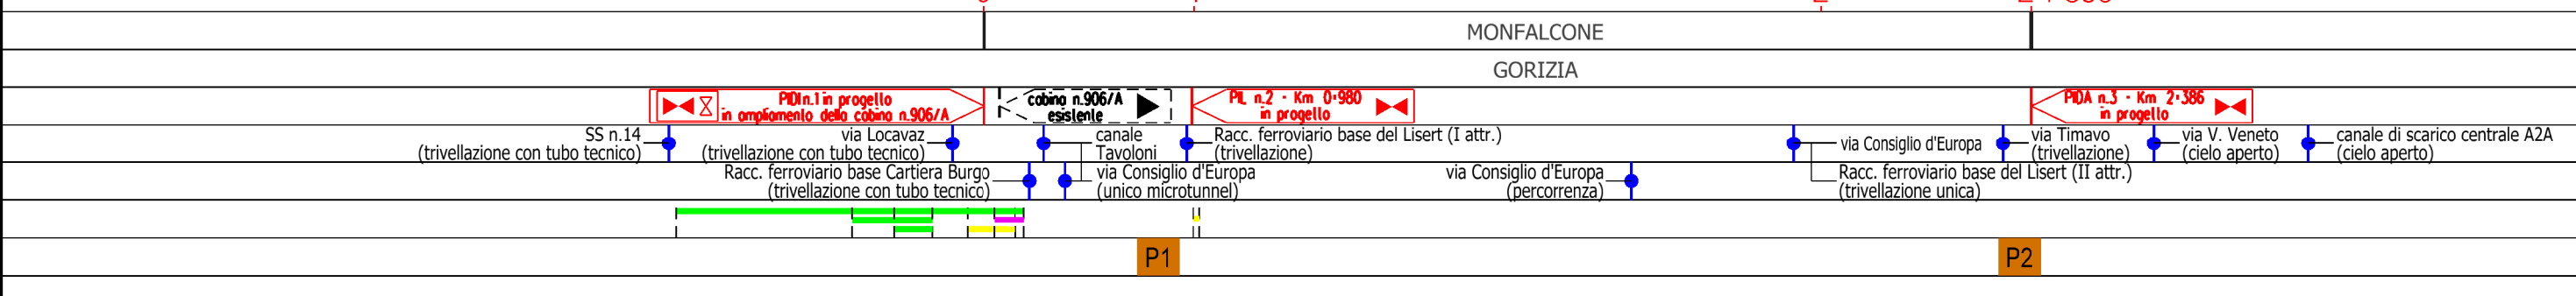 MONFALCONE
GORIZIA
PIDI n.1 in progetto
in ampliamento della cabina n.906/A
cabina n.906/A
esistente
PIL n.2 - Km 0+980
in progetto
PIDA n.3 - Km 2+386
in progetto
SS n.14
(trivellazione con tubo tecnico)
via Locavaz
(trivellazione con tubo tecnico)
canale
Tavoloni
Racc. ferroviario base del Lisert (I attr.)
(trivellazione)
via Consiglio d'Europa
via Timavo
(trivellazione)
via V. Veneto
(cielo aperto)
canale di scarico centrale A2A
(cielo aperto)
Racc. ferroviario base Cartiera Burgo
(trivellazione con tubo tecnico)
via Consiglio d'Europa
(unico microtunnel)
via Consiglio d'Europa
(percorrenza)
Racc. ferroviario base del Lisert (II attr.)
(trivellazione unica)
P1
P2